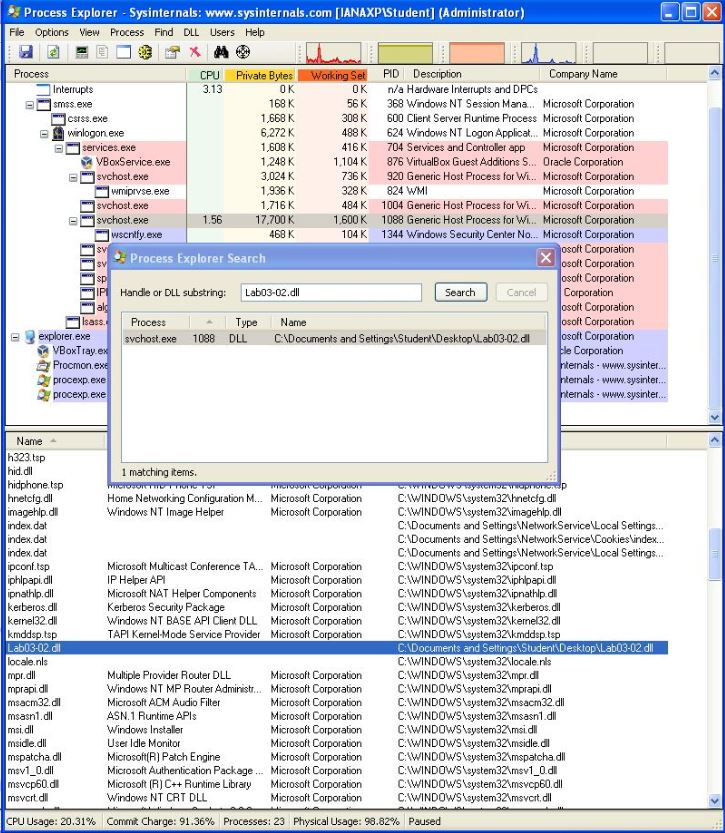 Process Explorer - Sysinternals: www.sysinternals.com [IANAXP\Student] (Administrator)
File Options View Process Find DLL Users Help
Process CPU Private Bytes Working Set PID Description Company Name
Interrupts 3.13 0 K 0 K n/a Hardware Interrupts and DPCs
smss.exe 168 K 56 K 368 Windows NT Session Mana... Microsoft Corporation
csrss.exe 1,668 K 308 K 600 Client Server Runtime Process Microsoft Corporation
winlogon.exe 6,272 K 488 K 624 Windows NT Logon Applicat... Microsoft Corporation
services.exe 1,608 K 416 K 704 Services and Controller app Microsoft Corporation
VBoxService.exe 1,248 K 1,104 K 876 VirtualBox Guest Additions S... Oracle Corporation
svchost.exe 3,024 K 736 K 920 Generic Host Process for Wi... Microsoft Corporation
wmiprvse.exe 1,936 K 328 K 824 WMI Microsoft Corporation
svchost.exe 1,716 K 484 K 1004 Generic Host Process for Wi... Microsoft Corporation
svchost.exe 1.56 17,700 K 1,600 K 1088 Generic Host Process for Wi... Microsoft Corporation
wscntfy.exe 468 K 104 K 1344 Windows Security Center No... Microsoft Corporation
explorer.exe
VBoxTray.ex
Procmon.exe
procexp.exe
procexp.exe
Process Explorer Search
Handle or DLL substring: Lab03-02.dll Search Cancel
Process Type Name
svchost.exe 1088 DLL C:\Documents and Settings\Student\Desktop\Lab03-02.dll
1 matching items.
Name
h323.tsp
hid.dll
hidphone.tsp Microsoft HID Phone TSP Microsoft Corporation C:\WINDOWS\system32\hidphone.tsp
hnetcfg.dll Home Networking Configuration M... Microsoft Corporation C:\WINDOWS\system32\hnetcfg.dll
imagehlp.dll Windows NT Image Helper Microsoft Corporation C:\WINDOWS\system32\imagehlp.dll
index.dat C:\Documents and Settings\NetworkService\Local Settings...
index.dat C:\Documents and Settings\NetworkService\Cookies\index...
index.dat C:\Documents and Settings\NetworkService\Local Settings...
ipconf.tsp Microsoft Multicast Conference TA... Microsoft Corporation C:\WINDOWS\system32\ipconf.tsp
iphlpapi.dll IP Helper API Microsoft Corporation C:\WINDOWS\system32\iphlpapi.dll
ipnathlp.dll Microsoft NAT Helper Components Microsoft Corporation C:\WINDOWS\system32\ipnathlp.dll
kerberos.dll Kerberos Security Package Microsoft Corporation C:\WINDOWS\system32\kerberos.dll
kernel32.dll Windows NT BASE API Client DLL Microsoft Corporation C:\WINDOWS\system32\kernel32.dll
kmddsp.tsp TAPI Kernel-Mode Service Provider Microsoft Corporation C:\WINDOWS\system32\kmddsp.tsp
Lab03-02.dll C:\Documents and Settings\Student\Desktop\Lab03-02.dll
locale.nls C:\WINDOWS\system32\locale.nls
mpr.dll Multiple Provider Router DLL Microsoft Corporation C:\WINDOWS\system32\mpr.dll
mprapi.dll Windows NT MP Router Administr... Microsoft Corporation C:\WINDOWS\system32\mprapi.dll
msacm32.dll Microsoft ACM Audio Filter Microsoft Corporation C:\WINDOWS\system32\msacm32.dll
msasn1.dll ASN.1 Runtime APIs Microsoft Corporation C:\WINDOWS\system32\msasn1.dll
msi.dll Windows Installer Microsoft Corporation C:\WINDOWS\system32\msi.dll
msidle.dll User Idle Monitor Microsoft Corporation C:\WINDOWS\system32\msidle.dll
mspatcha.dll Microsoft(R) Patch Engine Microsoft Corporation C:\WINDOWS\system32\mspatcha.dll
msv1_0.dll Microsoft Authentication Package ... Microsoft Corporation C:\WINDOWS\system32\msv1_0.dll
msvcp60.dll Microsoft (R) C++ Runtime Library Microsoft Corporation C:\WINDOWS\system32\msvcp60.dll
msvcrt.dll Windows NT CRT DLL Microsoft Corporation C:\WINDOWS\system32\msvcrt.dll
CPU Usage: 20.31% Commit Charge: 91.36% Processes: 23 Physical Usage: 98.82% Paused